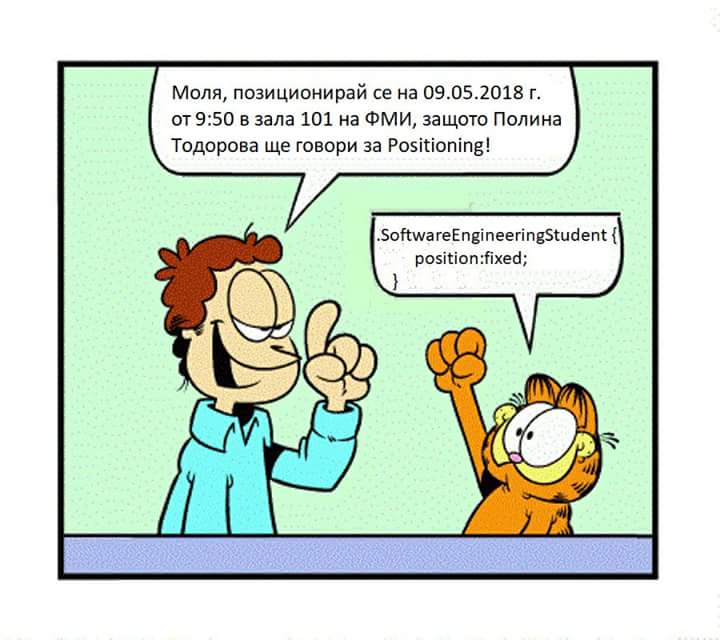 Моля, позиционирай се на 09.05.2018 г.
от 9:50 в зала 101 на ФМИ, защото Полина
Тодорова ще говори за Positioning!
.SoftwareEngineeringStudent {
position:fixed;
}